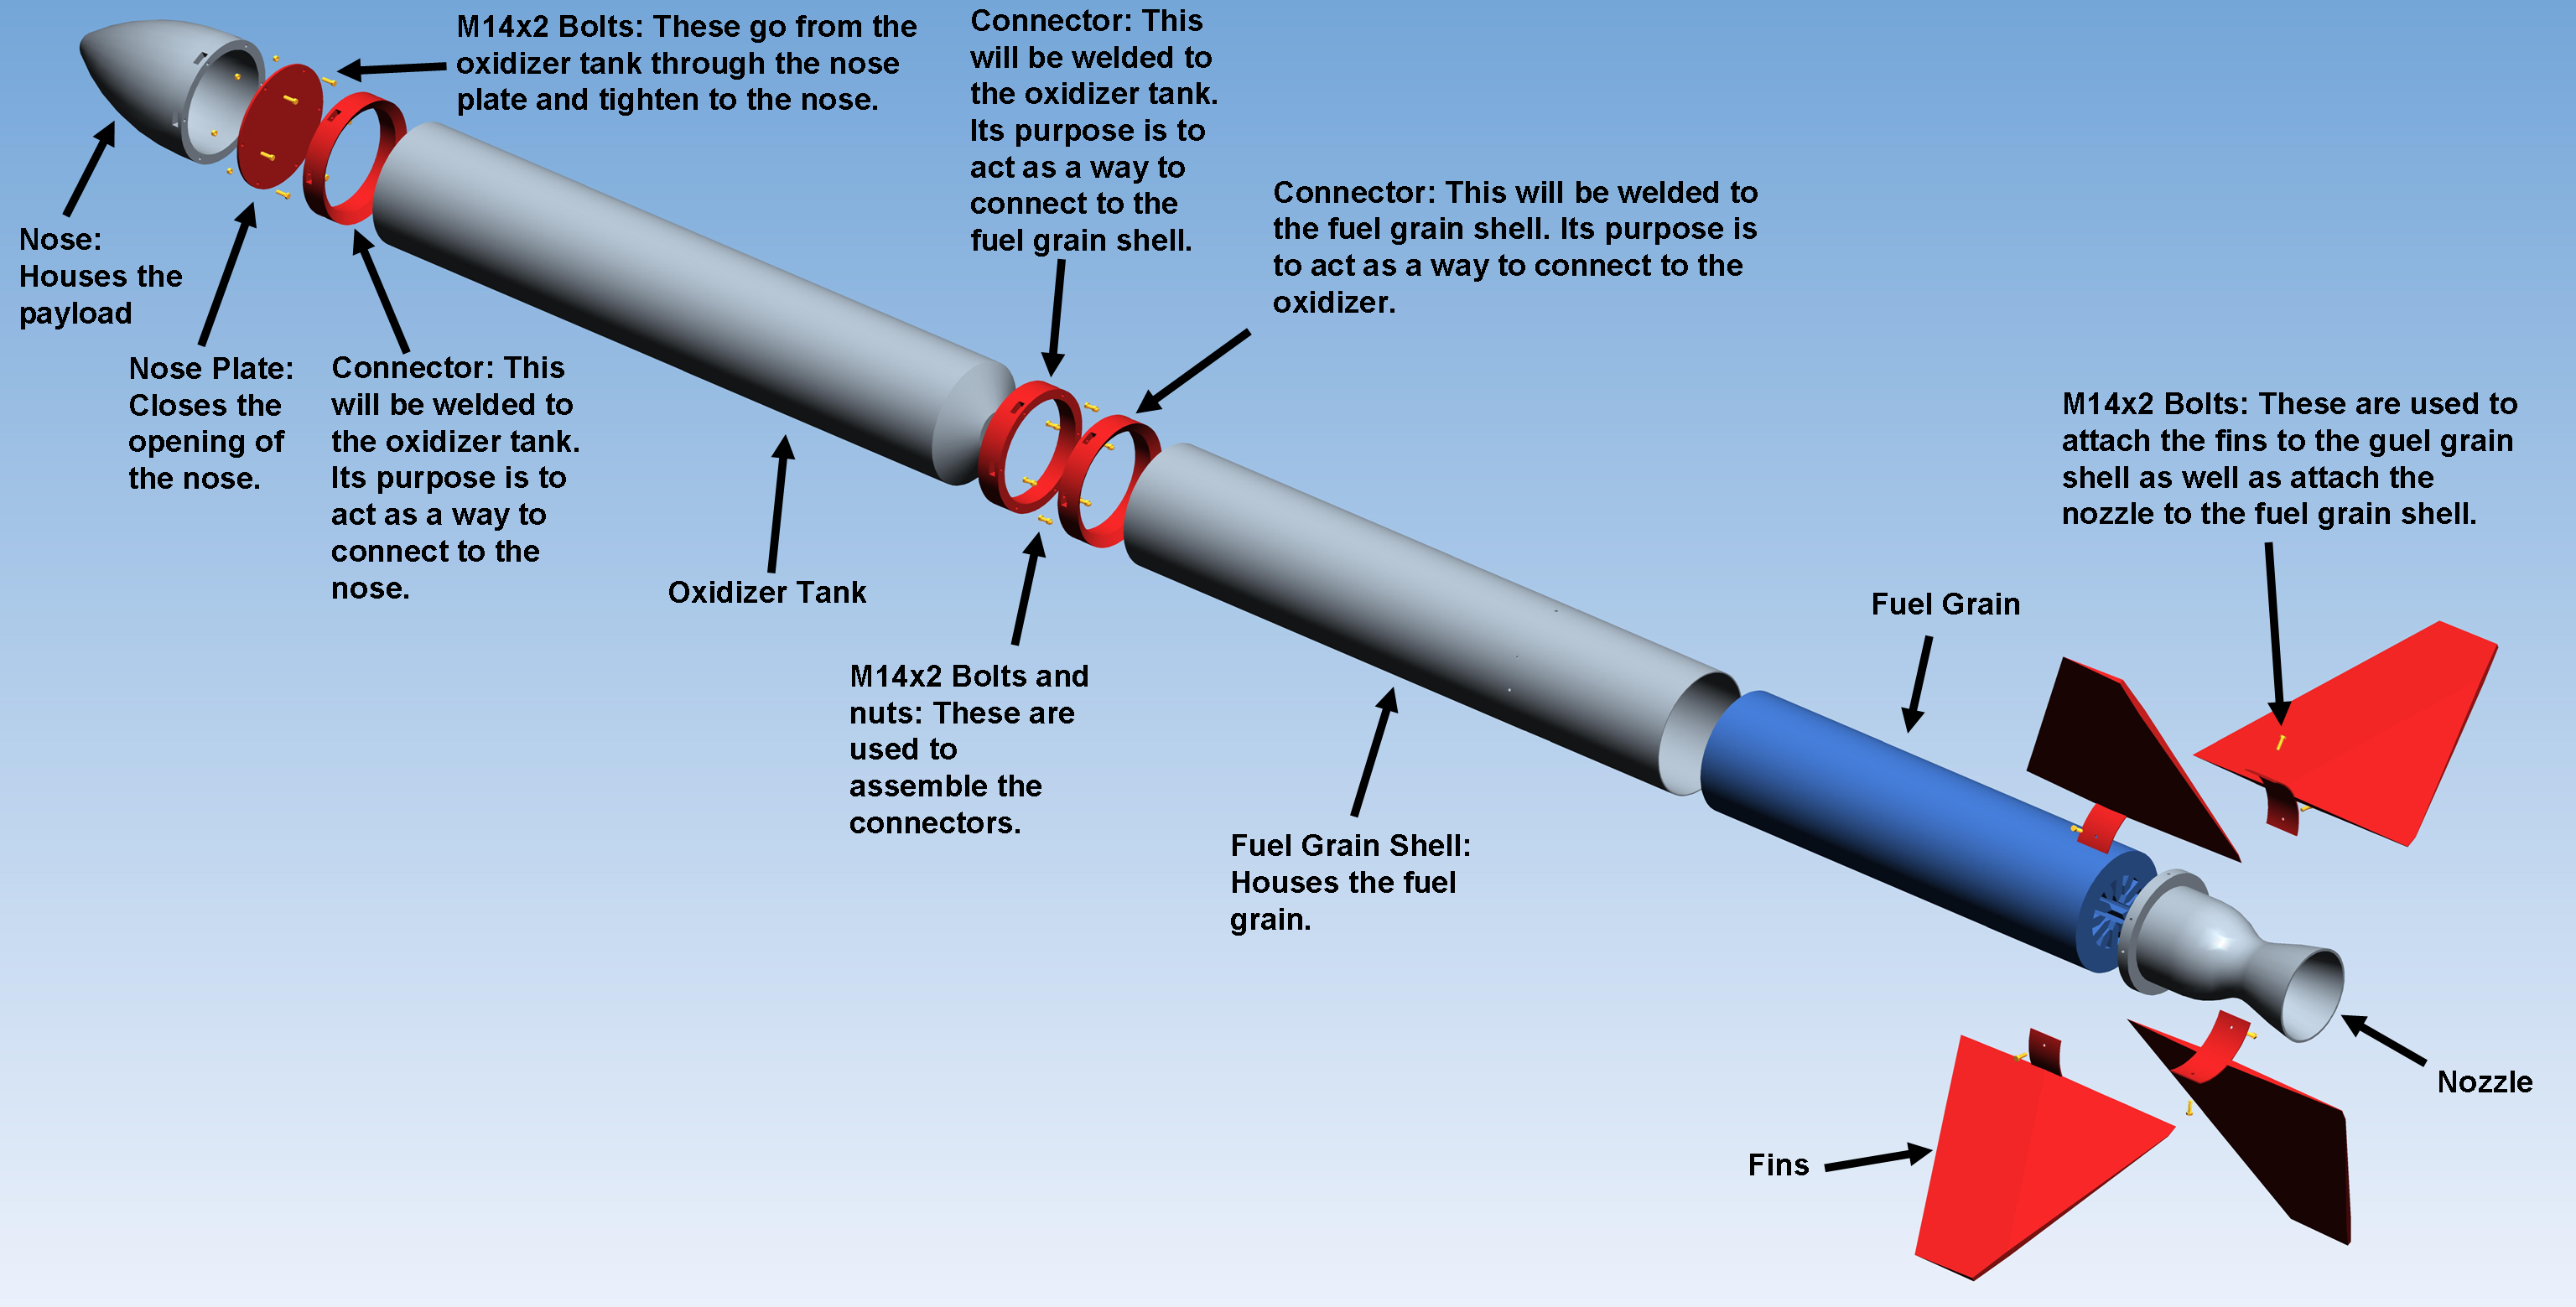 M14x2 Bolts: These go from the
oxidizer tank through the nose
plate and tighten to the nose.
Connector: This
will be welded to
the oxidizer tank.
Its purpose is to
act as a way to
connect to the
fuel grain shell.
Connector: This will be welded to
the fuel grain shell. Its purpose is
to act as a way to connect to the
oxidizer.
Nose:
Houses the
payload
Nose Plate:
Closes the
opening of
the nose.
Connector: This
will be welded to
the oxidizer tank.
Its purpose is to
act as a way to
connect to the
nose.
Oxidizer Tank
M14x2 Bolts and
nuts: These are
used to
assemble the
connectors.
M14x2 Bolts: These are used to
attach the fins to the guel grain
shell as well as attach the
nozzle to the fuel grain shell.
Fuel Grain
Fuel Grain Shell:
Houses the fuel
grain.
Nozzle
Fins